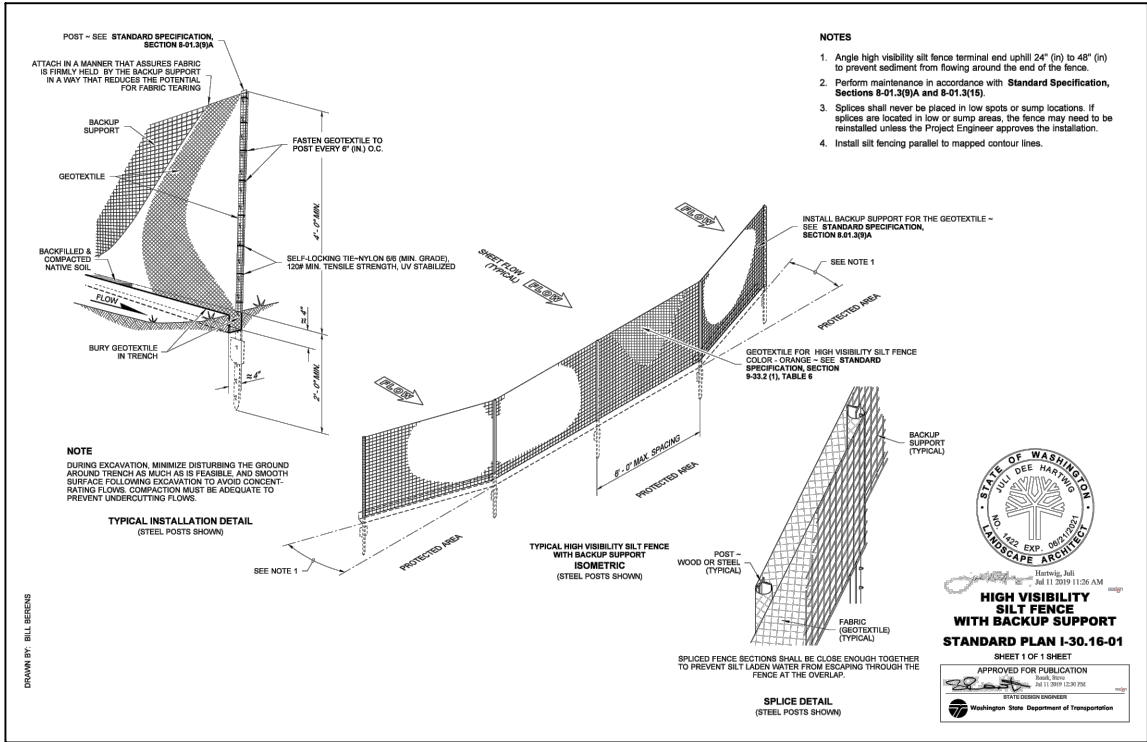 POST ~ SEE STANDARD SPECIFICATION,
SECTION 8-01.3(9)A
ATTACH IN A MANNER THAT ASSURES FABRIC
IS FIRMLY HELD BY THE BACKUP SUPPORT
IN A WAY THAT REDUCES THE POTENTIAL
FOR FABRIC TEARING
BACKUP
SUPPORT
GEOTEXTILE
BACKFILLED &
COMPACTED
NATIVE SOIL
FLOW
BURY GEOTEXTILE
IN TRENCH
FASTEN GEOTEXTILE TO
POST EVERY 6" (IN.) O.C.
4' - 0" MIN.
SELF-LOCKING TIE~NYLON 6/6 (MIN. GRADE),
120# MIN. TENSILE STRENGTH, UV STABILIZED
≈ 4"
≈ 4"
2' - 0" MIN.
NOTE
DURING EXCAVATION, MINIMIZE DISTURBING THE GROUND
AROUND TRENCH AS MUCH AS IS FEASIBLE, AND SMOOTH
SURFACE FOLLOWING EXCAVATION TO AVOID CONCENT-
RATING FLOWS. COMPACTION MUST BE ADEQUATE TO
PREVENT UNDERCUTTING FLOWS.
TYPICAL INSTALLATION DETAIL
(STEEL POSTS SHOWN)
SHEET FLOW
(TYPICAL)
FLOW
FLOW
FLOW
INSTALL BACKUP SUPPORT FOR THE GEOTEXTILE ~
SEE STANDARD SPECIFICATION,
SECTION 8.01.3(9)A
SEE NOTE 1
PROTECTED AREA
GEOTEXTILE FOR HIGH VISIBILITY SILT FENCE
COLOR - ORANGE ~ SEE STANDARD
SPECIFICATION, SECTION
9-33.2 (1), TABLE 6
6' - 0" MAX. SPACING
PROTECTED AREA
PROTECTED AREA
SEE NOTE 1
TYPICAL HIGH VISIBILITY SILT FENCE
WITH BACKUP SUPPORT
ISOMETRIC
(STEEL POSTS SHOWN)
BACKUP
SUPPORT
(TYPICAL)
POST ~
WOOD OR STEEL
(TYPICAL)
FABRIC
(GEOTEXTILE)
(TYPICAL)
SPLICED FENCE SECTIONS SHALL BE CLOSE ENOUGH TOGETHER
TO PREVENT SILT LADEN WATER FROM ESCAPING THROUGH THE
FENCE AT THE OVERLAP.
SPLICE DETAIL
(STEEL POSTS SHOWN)
NOTES
1. Angle high visibility silt fence terminal end uphill 24" (in) to 48" (in)
to prevent sediment from flowing around the end of the fence.
2. Perform maintenance in accordance with Standard Specification,
Sections 8-01.3(9)A and 8-01.3(15).
3. Splices shall never be placed in low spots or sump locations. If
splices are located in low or sump areas, the fence may need to be
reinstalled unless the Project Engineer approves the installation.
4. Install silt fencing parallel to mapped contour lines.
STATE OF WASHINGTON
JULI DEE HARTWIG
NO. 1422 EXP. 06/21/2021
LANDSCAPE ARCHITECT
Hartwig, Juli
Jul 11 2019 11:26 AM
HIGH VISIBILITY
SILT FENCE
WITH BACKUP SUPPORT
STANDARD PLAN I-30.16-01
SHEET 1 OF 1 SHEET
APPROVED FOR PUBLICATION
Jul 11 2019 12:30 PM
STATE DESIGN ENGINEER
Washington State Department of Transportation
DRAWN BY: BILL BERENS